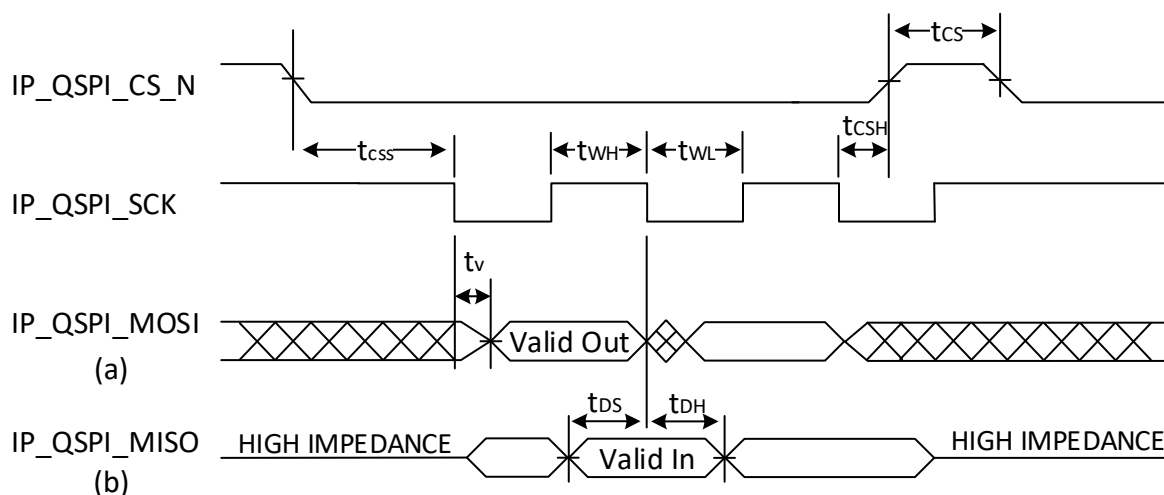 tCS
IP_QSPI_CS_N
tCSH
tCSS tWH tWL
IP_QSPI_SCK
tV
IP_QSPI_MOSI Valid Out
(a)
tDS tDH
IP_QSPI_MISO HIGH IMPEDANCE Valid In HIGH IMPEDANCE
(b)